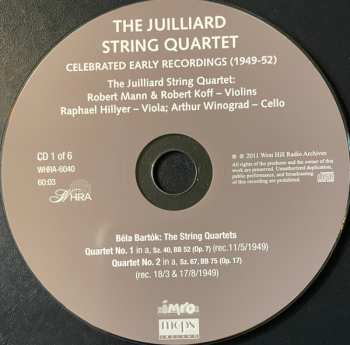 THE JUILLIARD
STRING QUARTET
CELEBRATED EARLY RECORDINGS (1949-52)
The Juilliard String Quartet:
Robert Mann & Robert Koff – Violins
Raphael Hillyer – Viola; Arthur Winograd – Cello
CD 1 of 6
WHRA-6040
60:03
WHRA
℗ ® 2011 West Hill Radio Archives
All rights of the producer and the owner of this
work are reserved. Unauthorized duplication,
public performance, and broadcasting
of this recording are prohibited.
Béla Bartók: The String Quartets
Quartet No. 1 in a, Sz. 40, BB 52 (Op. 7) (rec.11/5/1949)
Quartet No. 2 in a, Sz. 67, BB 75 (Op. 17)
(rec. 18/3 & 17/8/1949)
imro
mcps
IRELAND